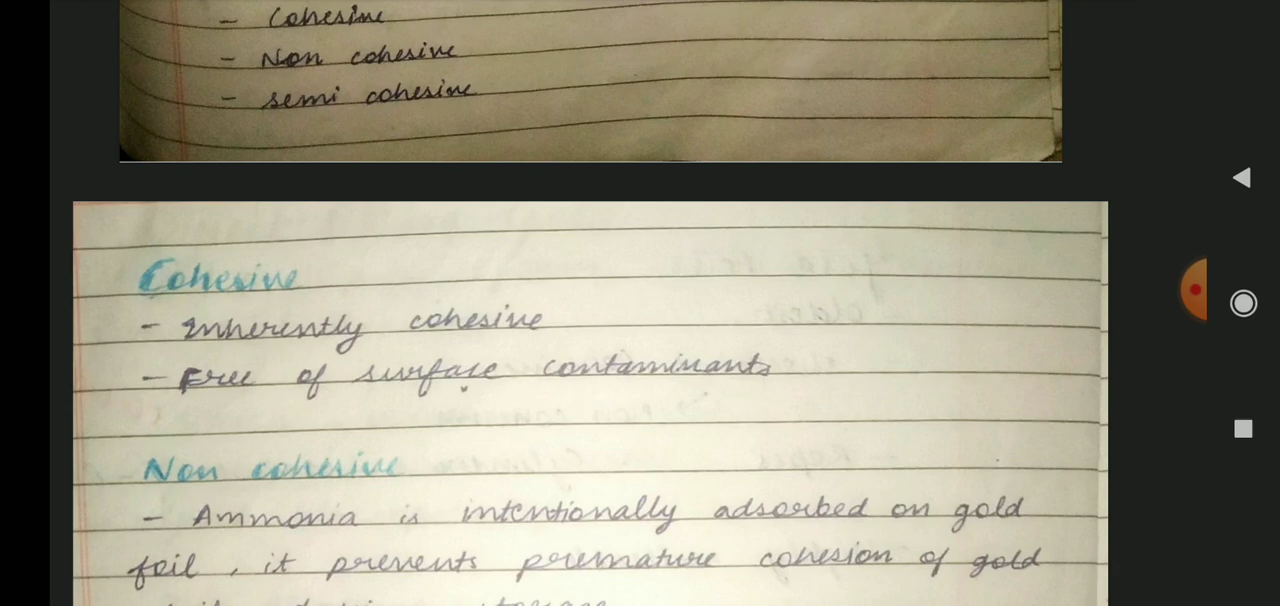 - Cohesive
- Non cohesive
- semi cohesive
Cohesive
- Inherently cohesive
- Free of surface contaminants
Non cohesive
- Ammonia is intentionally adsorbed on gold
foil , it prevents premature cohesion of gold